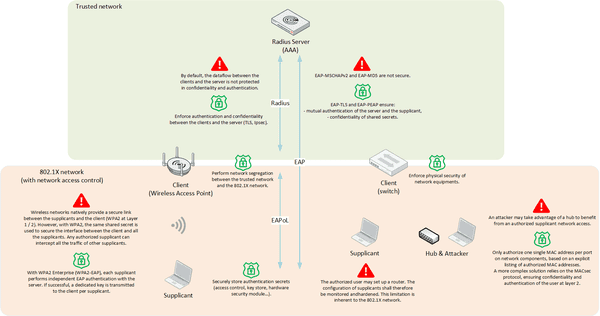 Trusted network
Radius Server
(AAA)
By default, the dataflow between the
clients and the server is not protected
in confidentiality and authentication.
EAP-MSCHAPv2 and EAP-MD5 are not secure.
Radius
Enforce authentication and confidentiality
between the clients and the server (TLS, Ipsec).
EAP-TLS and EAP-PEAP ensure:
- mutual authentication of the server and the supplicant,
- confidentiality of shared secrets.
EAP
802.1X network
(with network access control)
Client
(Wireless Access Point)
Perform network segregation
between the trusted network and
the 802.1X network.
Client
(switch)
Enforce physical security of
network equipments.
Wireless networks natively provide a secure link
between the supplicants and the client (WPA2 at Layer
1 / 2). However, with WPA2, the same shared secret is
used to secure the interface between the client and all
the supplicants. Any authorized supplicant can
intercept all the traffic of other supplicants.
EAPoL
An attacker may take advantage of a hub to benefit
from an authorized supplicant network access.
Supplicant
Hub & Attacker
Only authorise one single MAC address per port
on network components, based on an explicit
listing of authorized MAC addresses.
A more complex solution relies on the MACsec
protocol, ensuring confidentiality and
authentication of the user at layer 2.
With WPA2 Enterprise (WPA2-EAP), each supplicant
performs independent EAP authentication with the
server. If successful, a dedicated key is transmitted
to the client per supplicant.
Supplicant
Securely store authentication secrets
(access control, key store, hardware
security module...).
The authorized user may set up a router. The
configuration of supplicants shall therefore
be monitored andhardened. This limitation is
inherent to the 802.1X network.